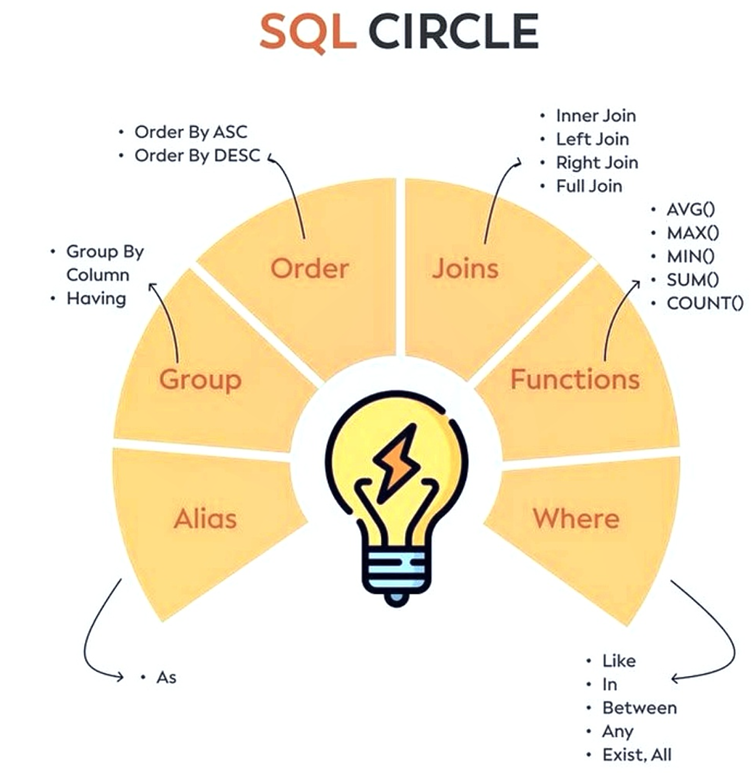 SQL CIRCLE
• Order By ASC
• Order By DESC
• Inner Join
• Left Join
• Right Join
• Full Join
• AVG()
• MAX()
• MIN()
• SUM()
• COUNT()
• Group By
Column
• Having
Order
Joins
Group
Functions
Alias
Where
• As
• Like
• In
• Between
• Any
• Exist, All